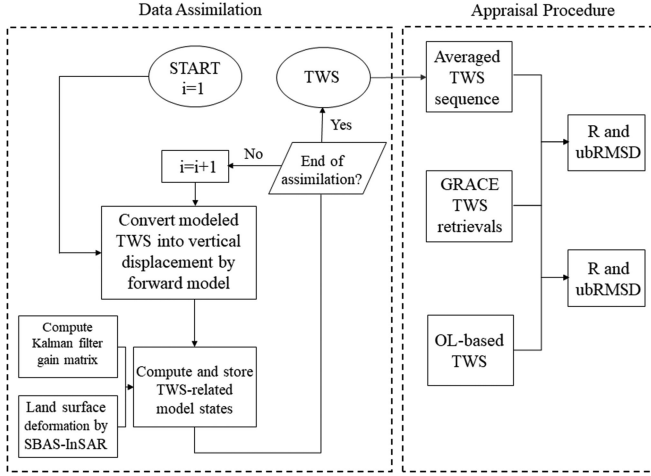 Data Assimilation
Appraisal Procedure
START
i=1
TWS
Yes
No
i=i+1
End of
assimilation?
Convert modeled
TWS into vertical
displacement by
forward model
Compute
Kalman filter
gain matrix
Land surface
deformation by
SBAS-InSAR
Compute and store
TWS-related
model states
Averaged
TWS
sequence
GRACE
TWS
retrievals
OL-based
TWS
R and
ubRMSD
R and
ubRMSD